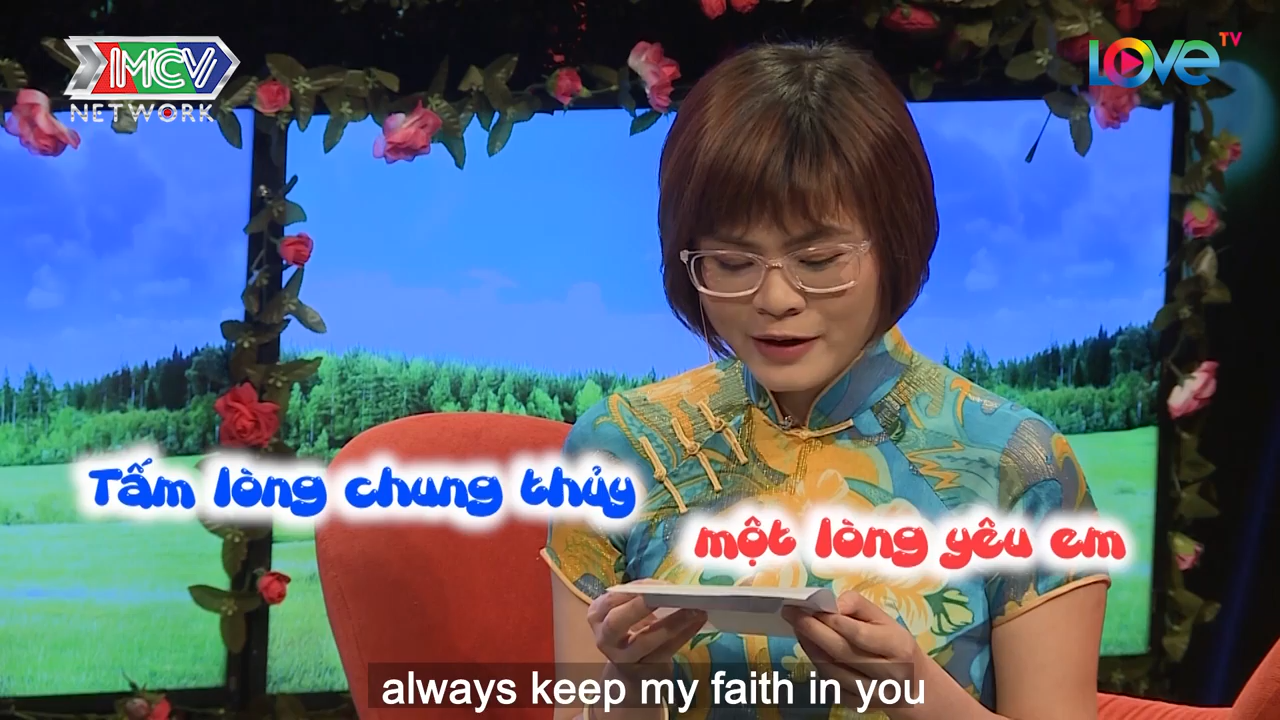 MCV
NETWORK
LOVE TV
Tấm lòng chung thủy
một lòng yêu em
always keep my faith in you